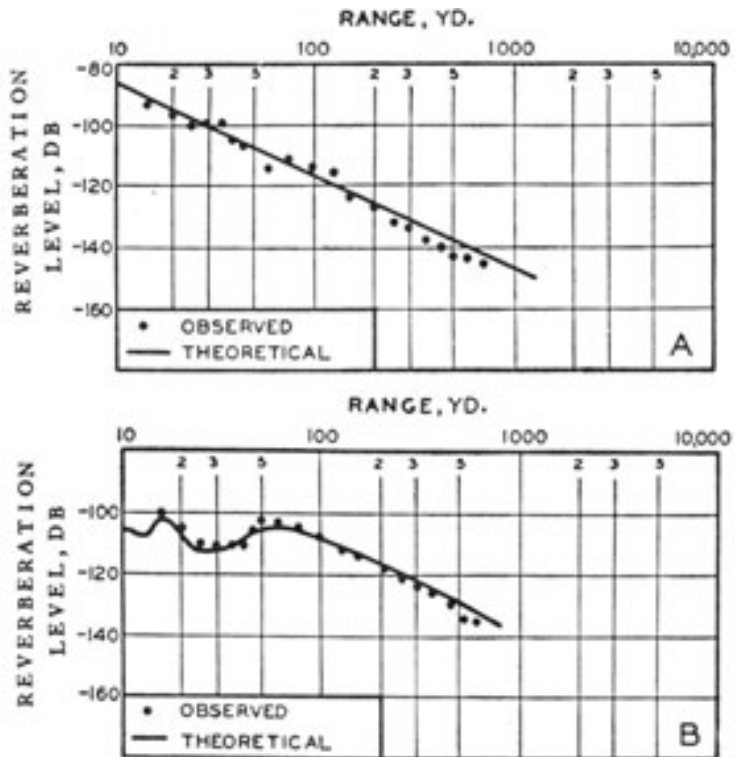 RANGE, YD.
10 100 1000 10,000
2 3 5 2 3 5 2 3 5
REVERBERATION
LEVEL, DB
-80
-100
-120
-140
-160
• OBSERVED
— THEORETICAL
A
RANGE, YD.
10 100 1000 10,000
2 3 5 2 3 5 2 3 5
REVERBERATION
LEVEL, DB
-100
-120
-140
-160
• OBSERVED
— THEORETICAL
B